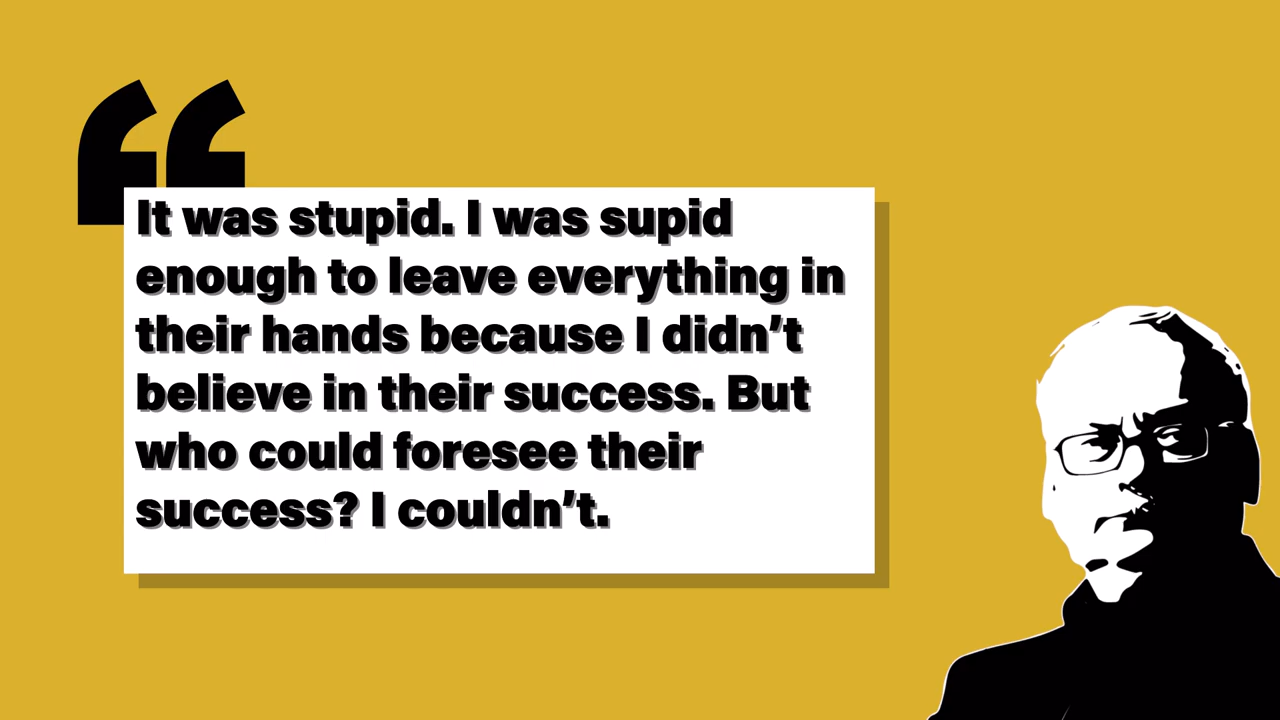 It was stupid. I was supid
enough to leave everything in
their hands because I didn’t
believe in their success. But
who could foresee their
success? I couldn’t.